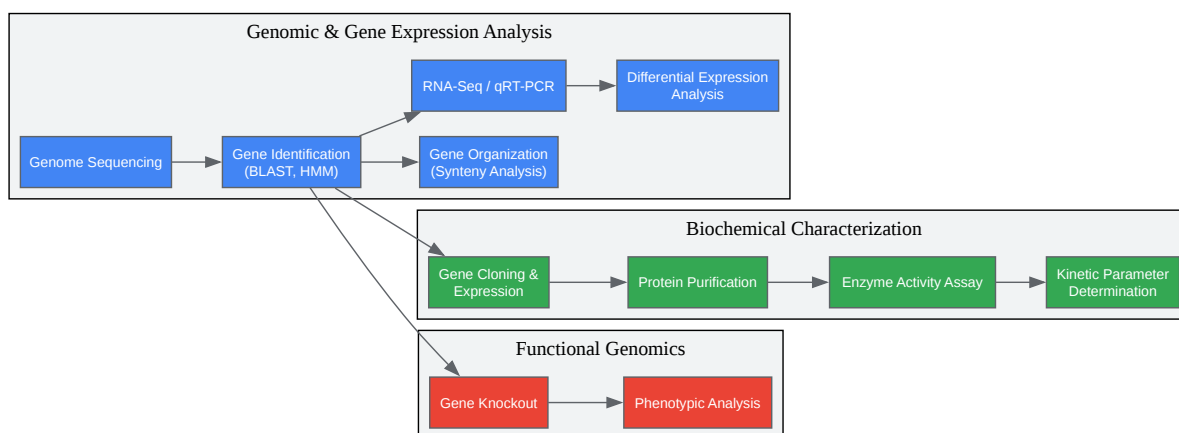 Genomic & Gene Expression Analysis
RNA-Seq / qRT-PCR
Differential Expression
Analysis
Genome Sequencing
Gene Identification
(BLAST, HMM)
Gene Organization
(Synteny Analysis)
Biochemical Characterization
Gene Cloning &
Expression
Protein Purification
Enzyme Activity Assay
Kinetic Parameter
Determination
Functional Genomics
Gene Knockout
Phenotypic Analysis